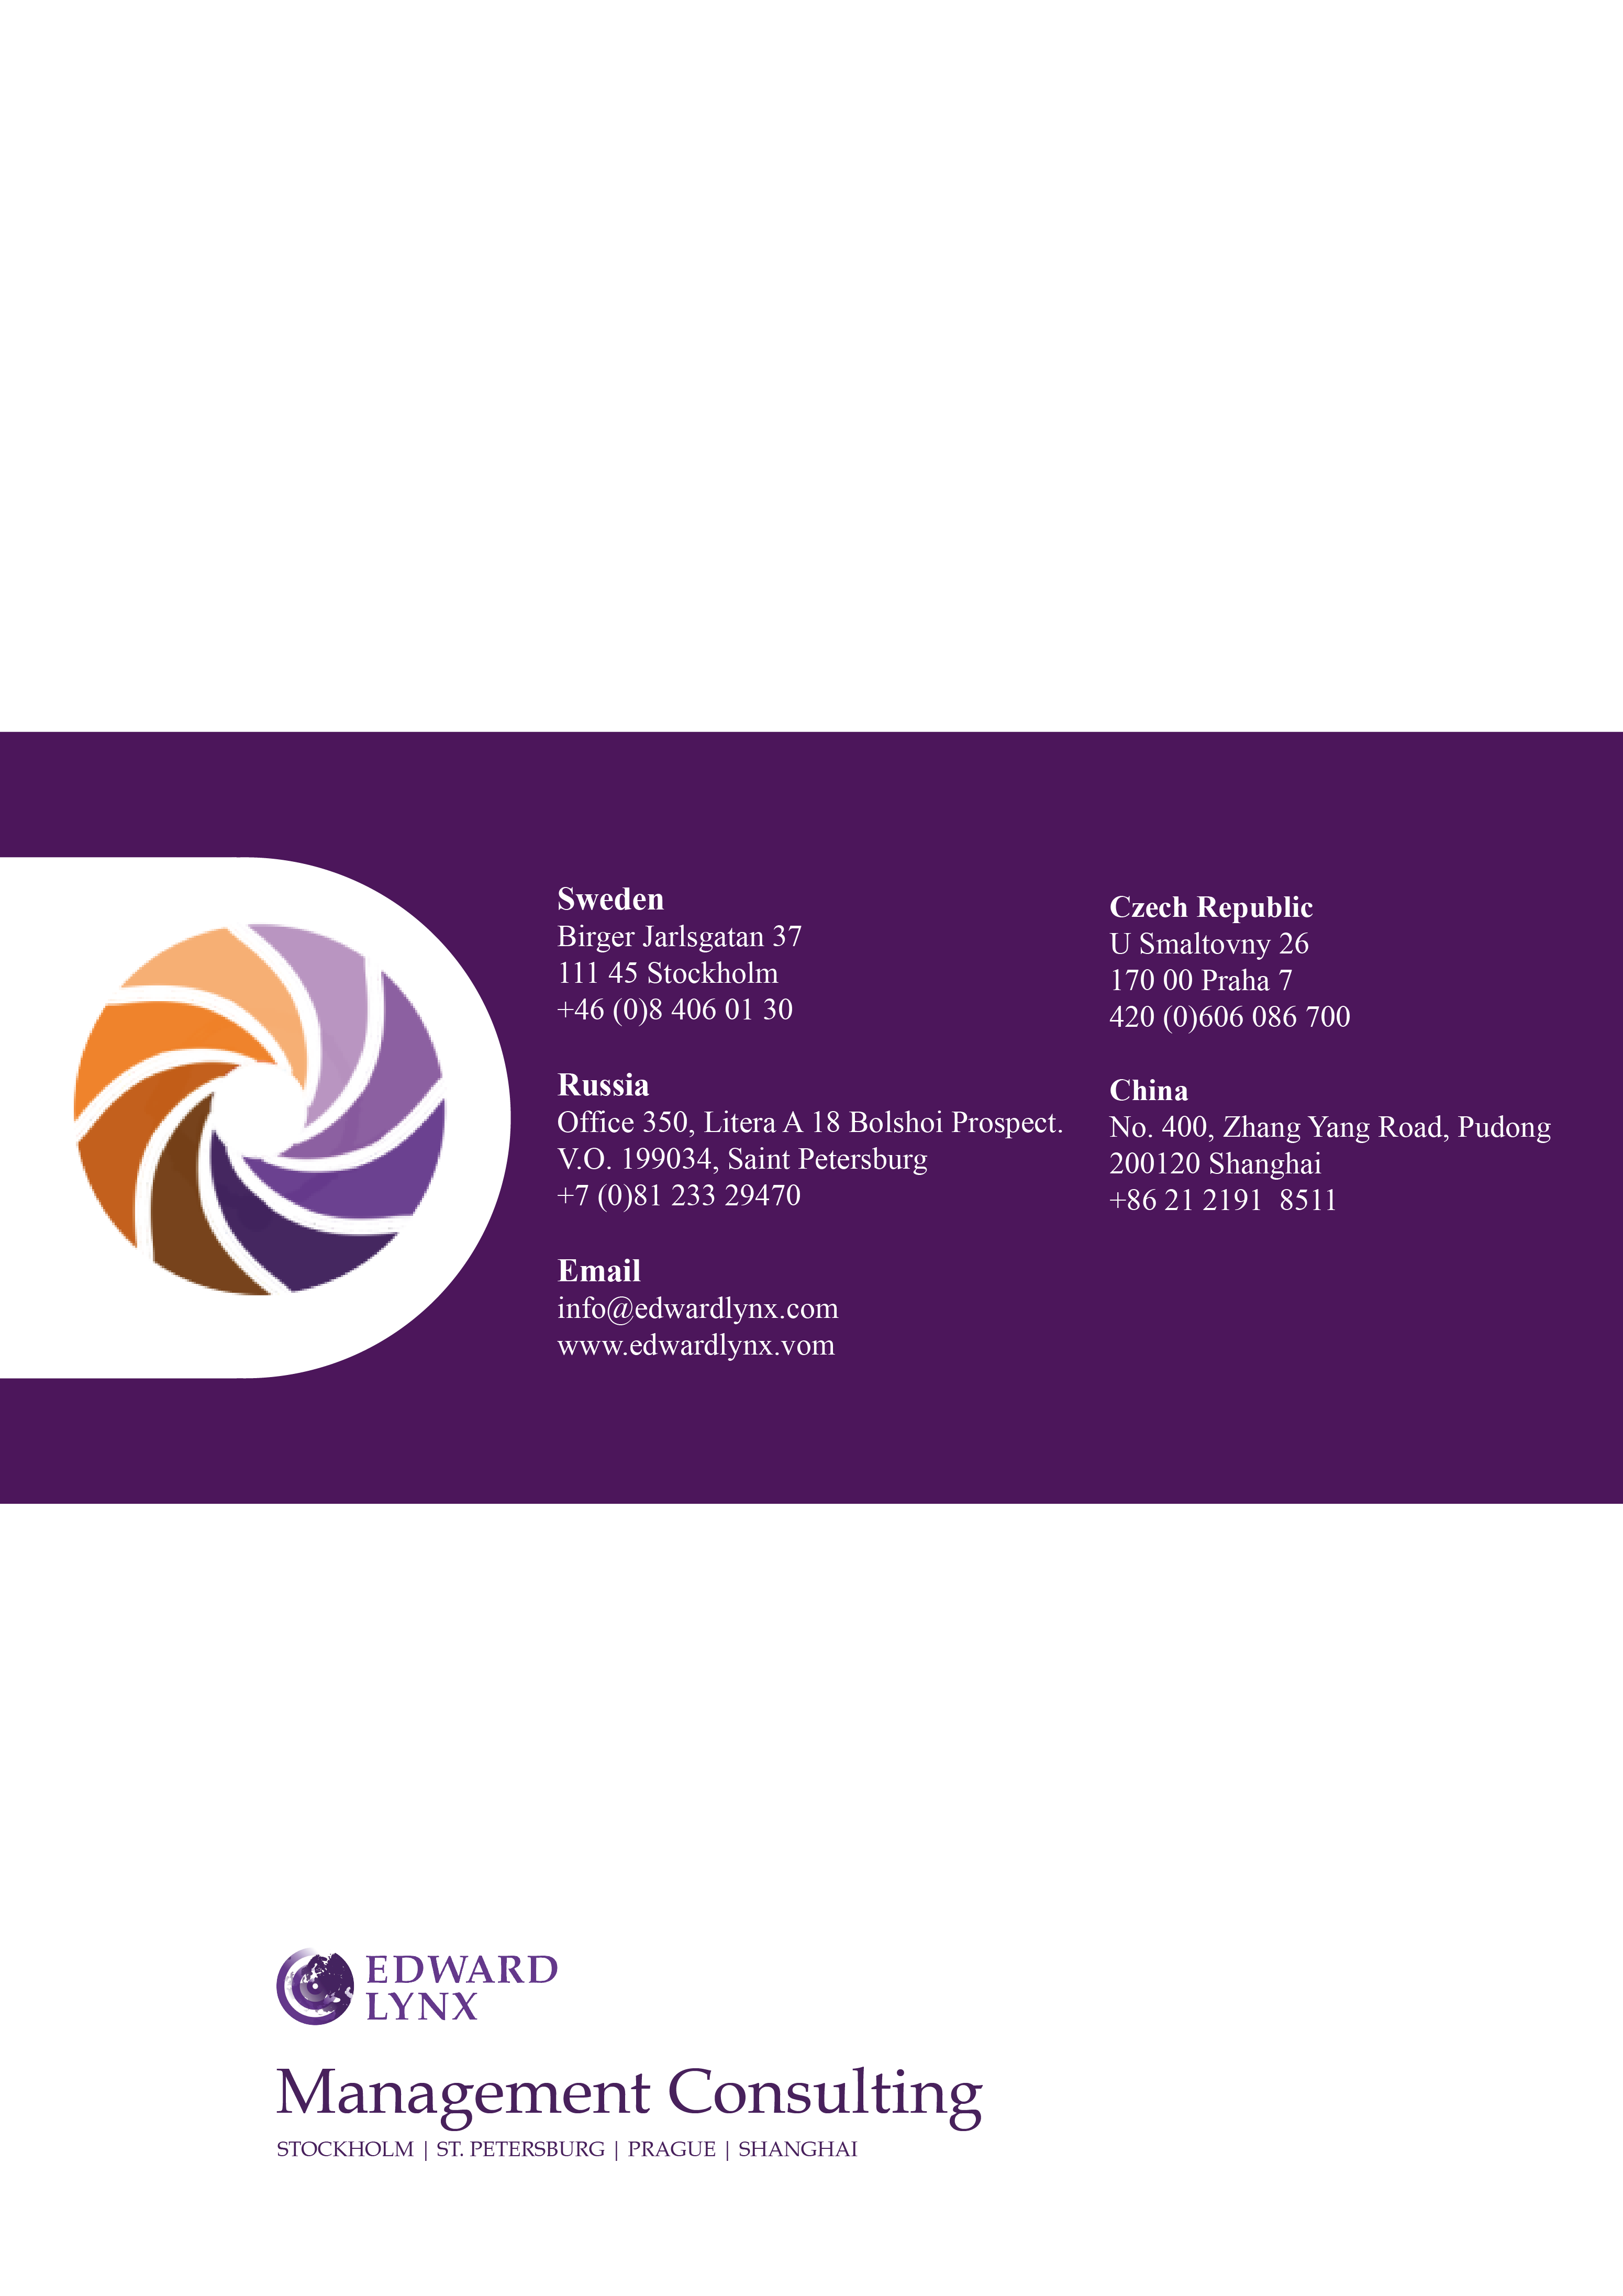 Sweden
Birger Jarlsgatan 37
111 45 Stockholm
+46 (0)8 406 01 30
Russia
Office 350, Litera A 18 Bolshoi Prospect.
V.O. 199034, Saint Petersburg
+7 (0)81 233 29470
Email
info@edwardlynx.com
www.edwardlynx.vom
Czech Republic
U Smaltovny 26
170 00 Praha 7
420 (0)606 086 700
China
No. 400, Zhang Yang Road, Pudong
200120 Shanghai
+86 21 2191  8511
EDWARD
LYNX
Management Consulting
STOCKHOLM | ST. PETERSBURG | PRAGUE | SHANGHAI